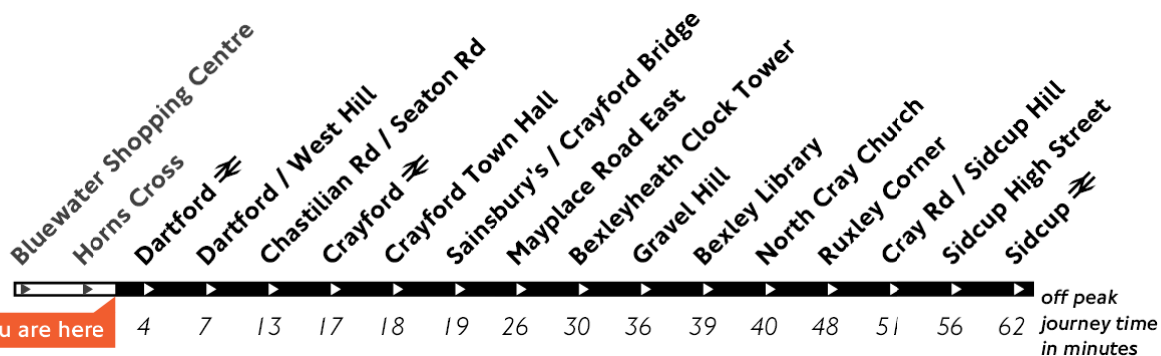 Bluewater Shopping Centre
Horns Cross
Dartford
Dartford / West Hill
Chastilian Rd / Seaton Rd
Crayford
Crayford Town Hall
Sainsbury's / Crayford Bridge
Mayplace Road East
Bexleyheath Clock Tower
Gravel Hill
Bexley Library
North Cray Church
Ruxley Corner
Cray Rd / Sidcup Hill
Sidcup High Street
Sidcup
u are here
4 7 13 17 18 19 26 30 36 39 40 48 51 56 62
off peak
journey time
in minutes